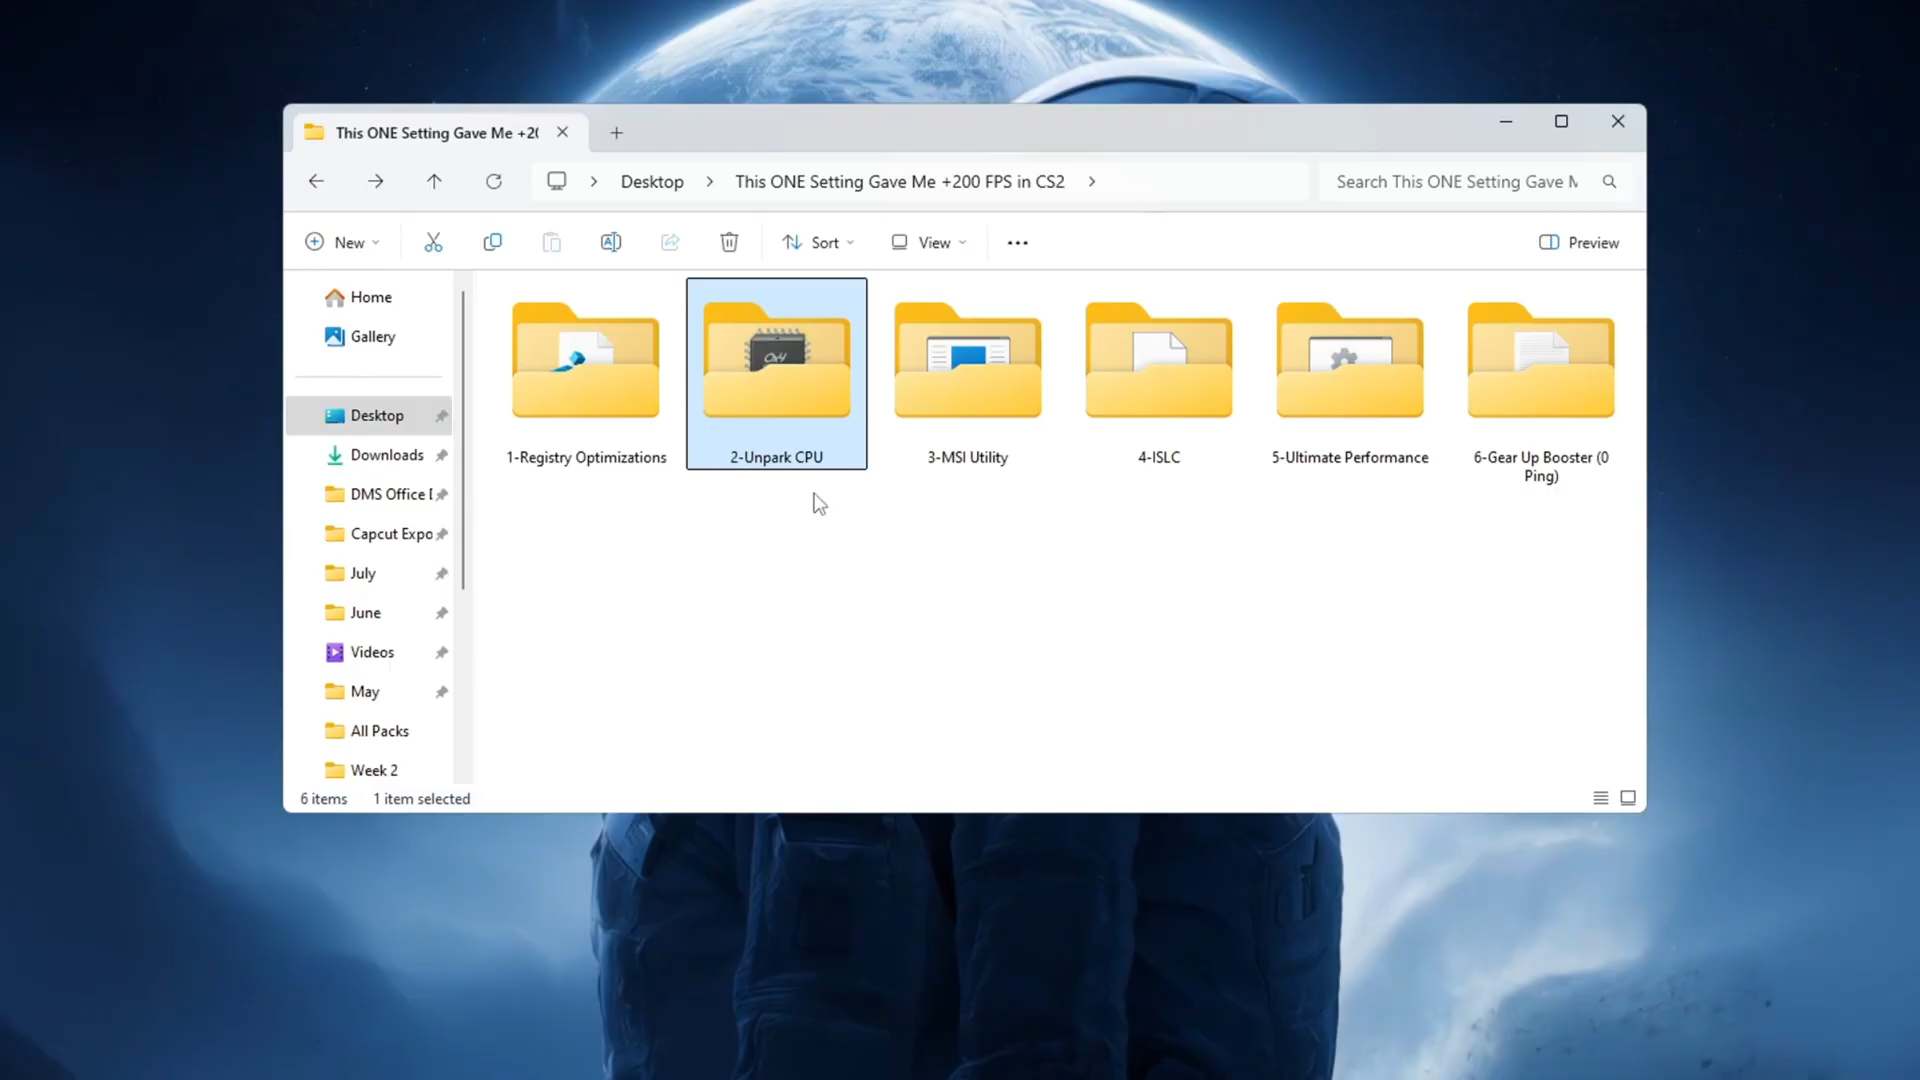 This ONE Setting Gave Me +20
Desktop
This ONE Setting Gave Me +200 FPS in CS2
Search This ONE Setting Gave M
New
Sort
View
Preview
Home
Gallery
Desktop
Downloads
DMS Office D
Capcut Expo
July
June
Videos
May
All Packs
Week 2
1-Registry Optimizations
2-Unpark CPU
3-MSI Utility
4-ISLC
5-Ultimate Performance
6-Gear Up Booster (0
Ping)
6 items
1 item selected